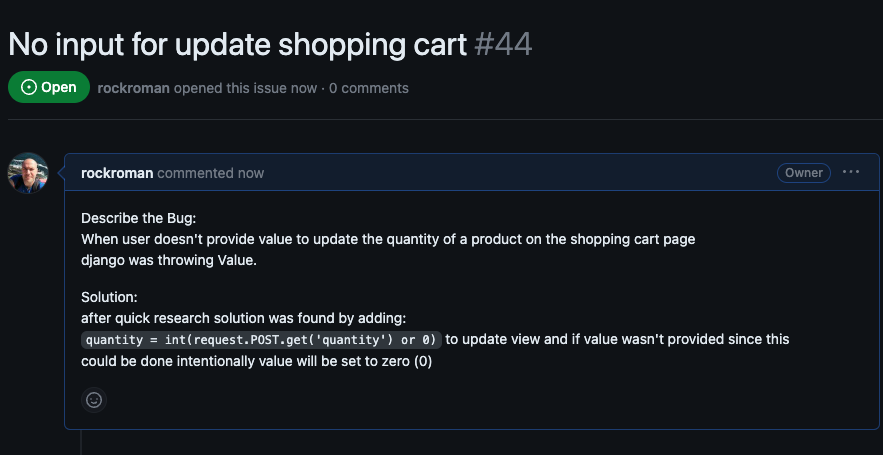 No input for update shopping cart #44
Open rockroman opened this issue now · 0 comments
rockroman commented now Owner
Describe the Bug:
When user doesn't provide value to update the quantity of a product on the shopping cart page
django was throwing Value.
Solution:
after quick research solution was found by adding:
quantity = int(request.POST.get('quantity') or 0) to update view and if value wasn't provided since this
could be done intentionally value will be set to zero (0)